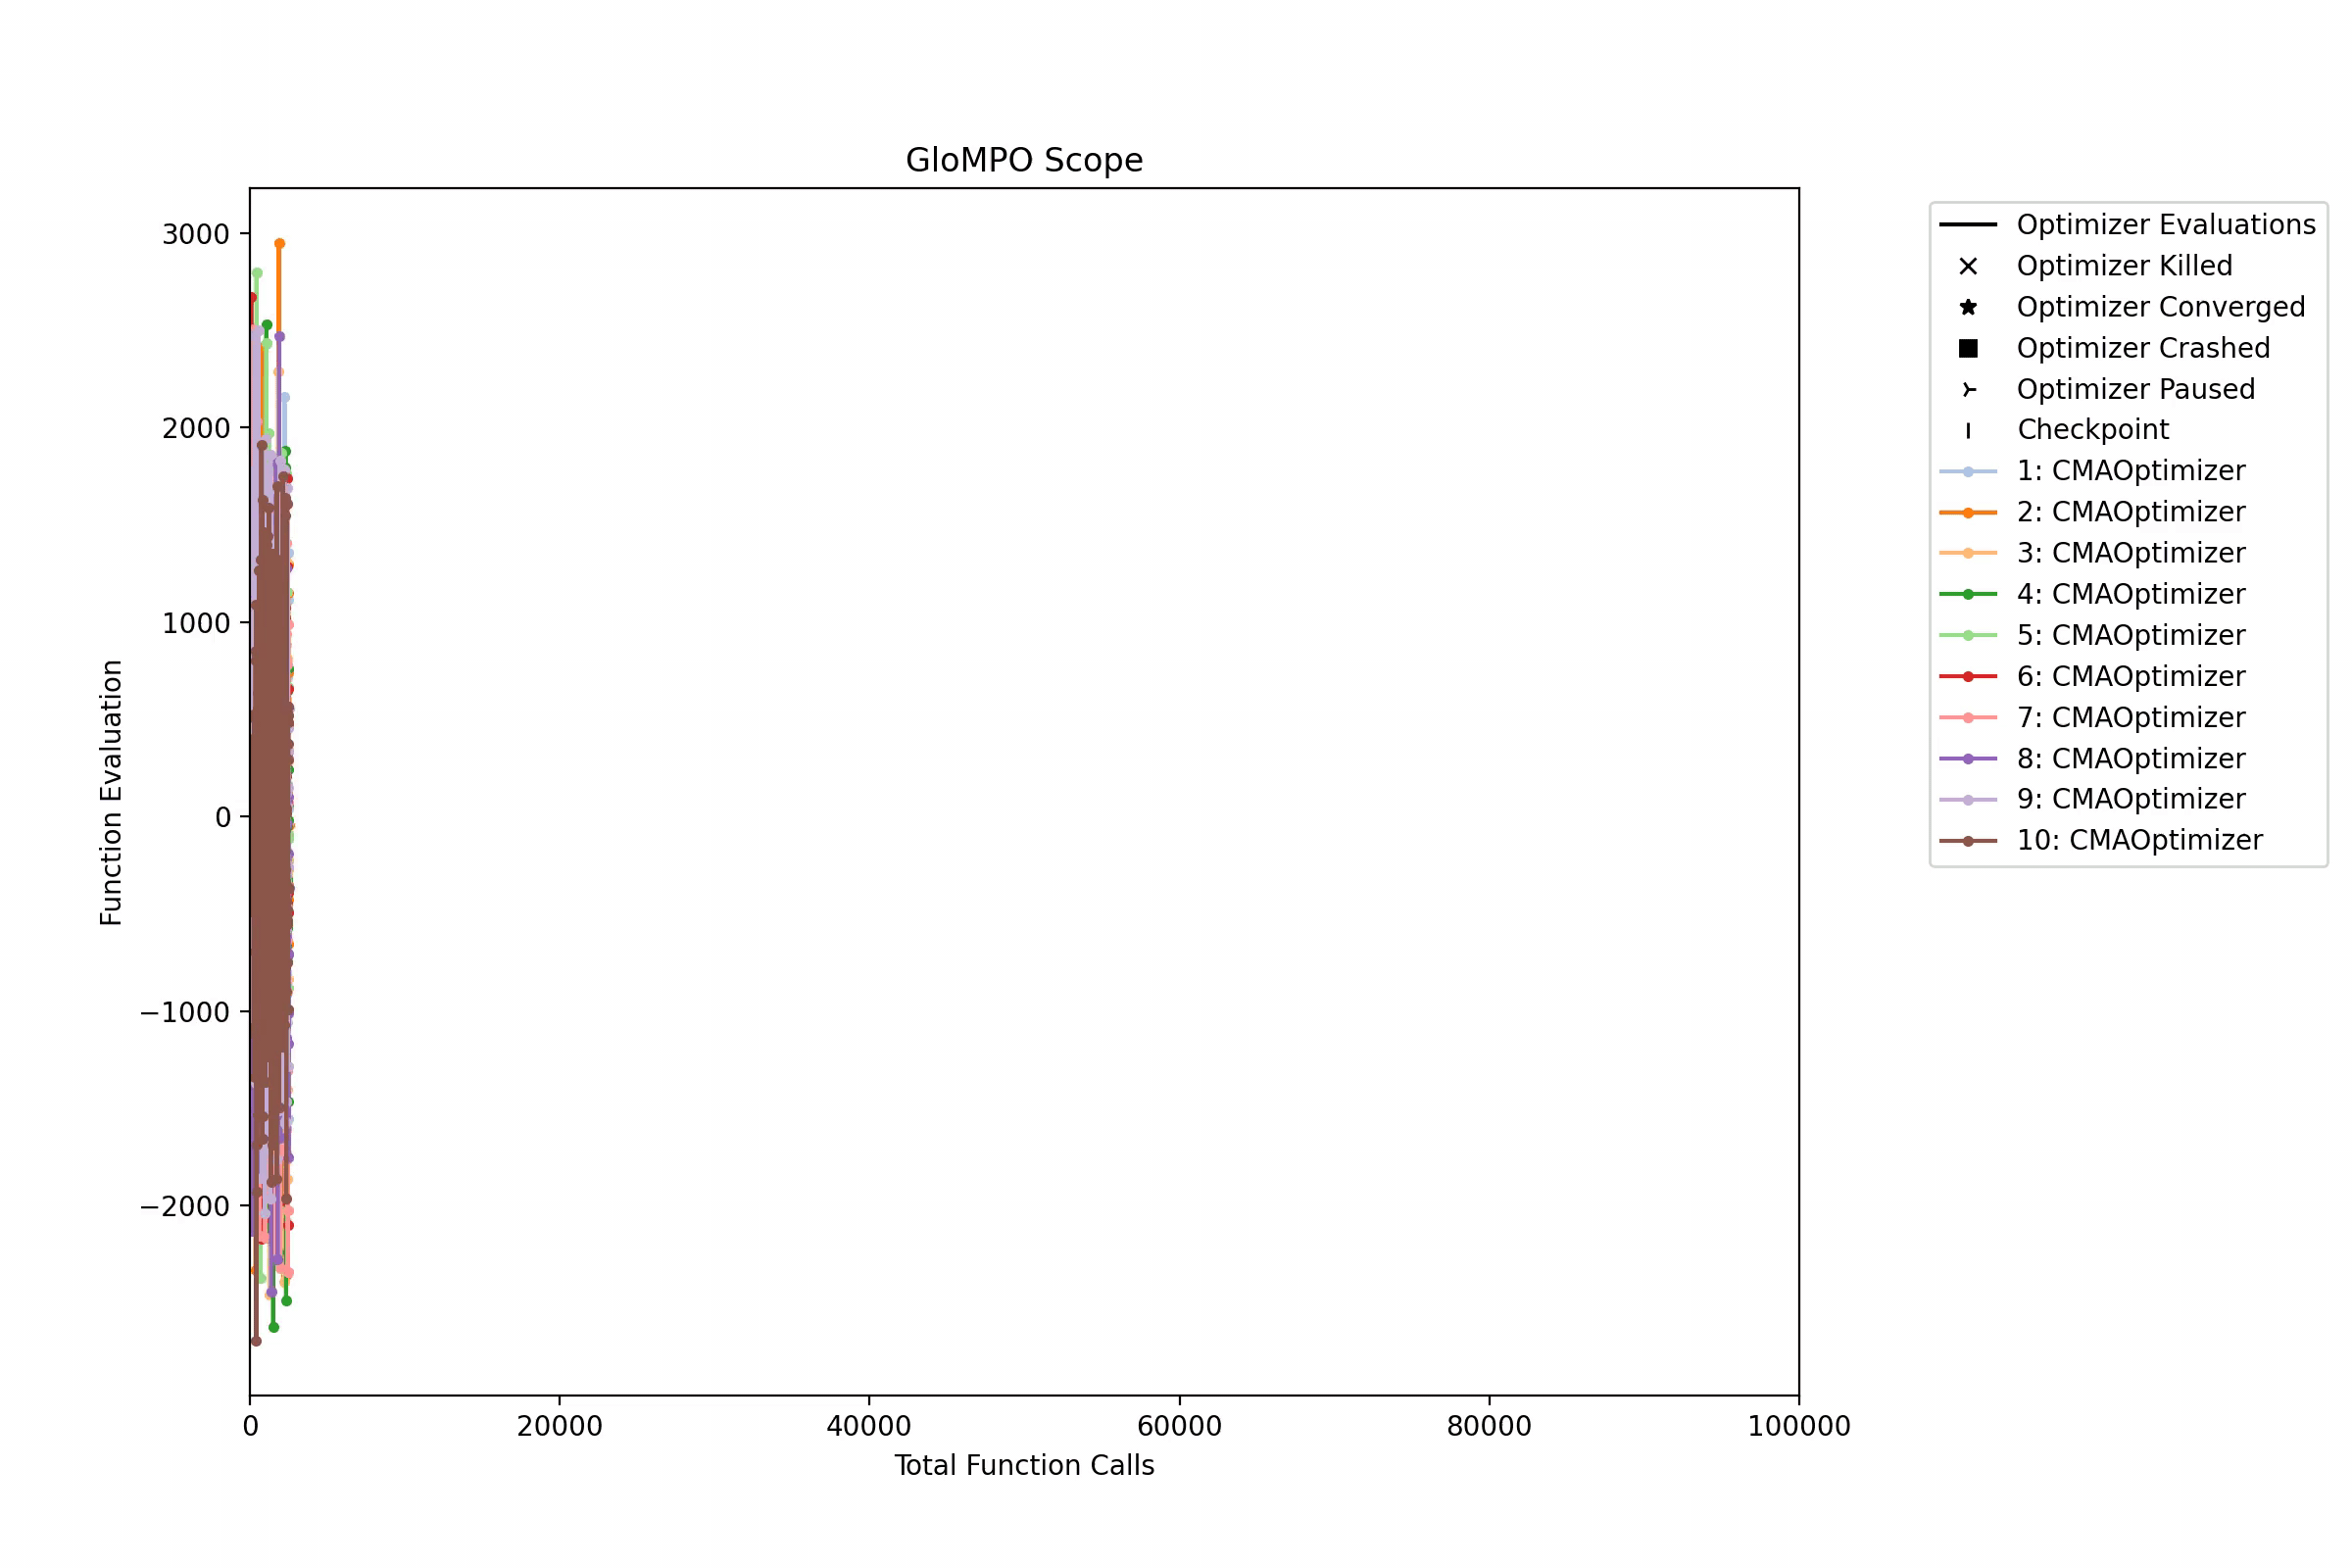 GloMPO Scope
3000
2000
1000
0
−1000
−2000
Function Evaluation
0
20000
40000
60000
80000
100000
Total Function Calls
Optimizer Evaluations
Optimizer Killed
Optimizer Converged
Optimizer Crashed
Optimizer Paused
Checkpoint
1: CMAOptimizer
2: CMAOptimizer
3: CMAOptimizer
4: CMAOptimizer
5: CMAOptimizer
6: CMAOptimizer
7: CMAOptimizer
8: CMAOptimizer
9: CMAOptimizer
10: CMAOptimizer